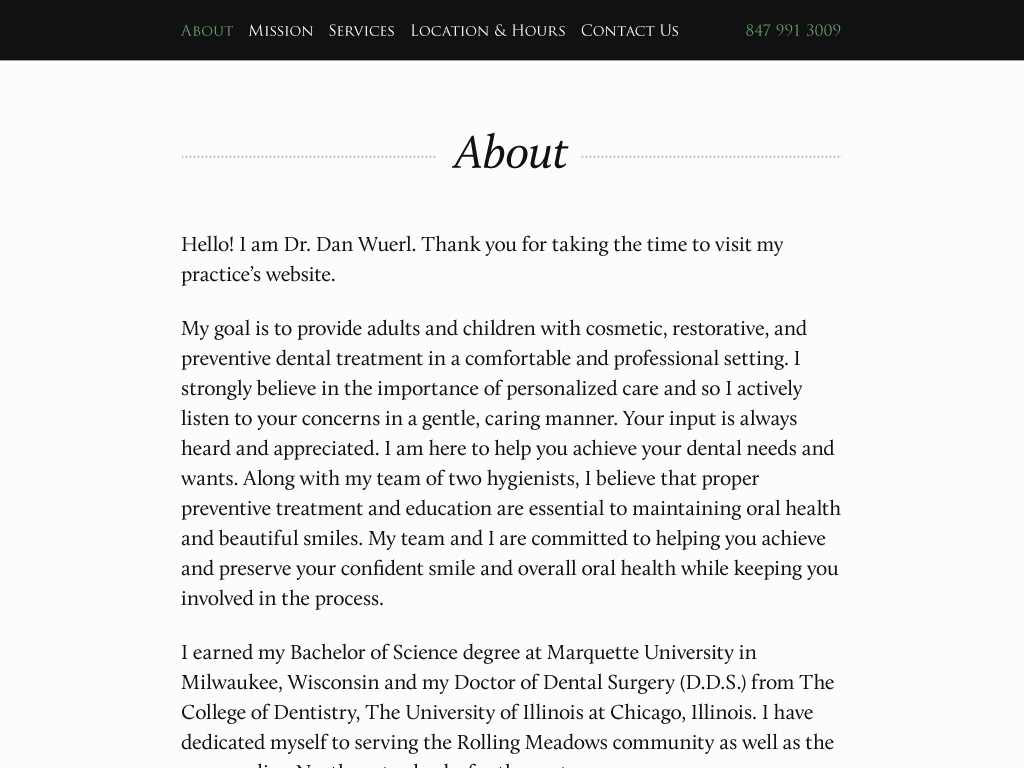 About Mission Services Location & Hours Contact Us 847 991 3009
About
Hello! I am Dr. Dan Wuerl. Thank you for taking the time to visit my
practice’s website.
My goal is to provide adults and children with cosmetic, restorative, and
preventive dental treatment in a comfortable and professional setting. I
strongly believe in the importance of personalized care and so I actively
listen to your concerns in a gentle, caring manner. Your input is always
heard and appreciated. I am here to help you achieve your dental needs and
wants. Along with my team of two hygienists, I believe that proper
preventive treatment and education are essential to maintaining oral health
and beautiful smiles. My team and I are committed to helping you achieve
and preserve your confident smile and overall oral health while keeping you
involved in the process.
I earned my Bachelor of Science degree at Marquette University in
Milwaukee, Wisconsin and my Doctor of Dental Surgery (D.D.S.) from The
College of Dentistry, The University of Illinois at Chicago, Illinois. I have
dedicated myself to serving the Rolling Meadows community as well as the